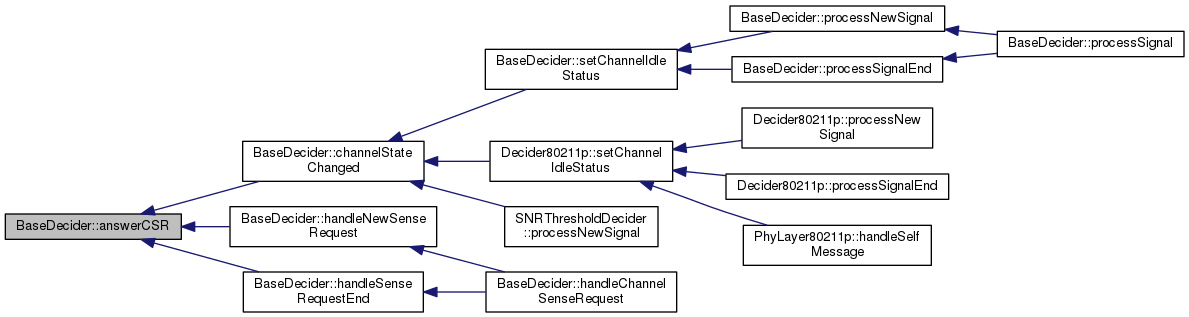 BaseDecider::answerCSR
BaseDecider::channelState
Changed
BaseDecider::handleNewSense
Request
BaseDecider::handleSense
RequestEnd
BaseDecider::setChannelIdle
Status
Decider80211p::setChannel
IdleStatus
SNRThresholdDecider
::processNewSignal
BaseDecider::handleChannel
SenseRequest
BaseDecider::processNewSignal
BaseDecider::processSignalEnd
Decider80211p::processNew
Signal
Decider80211p::processSignalEnd
PhyLayer80211p::handleSelf
Message
BaseDecider::processSignal